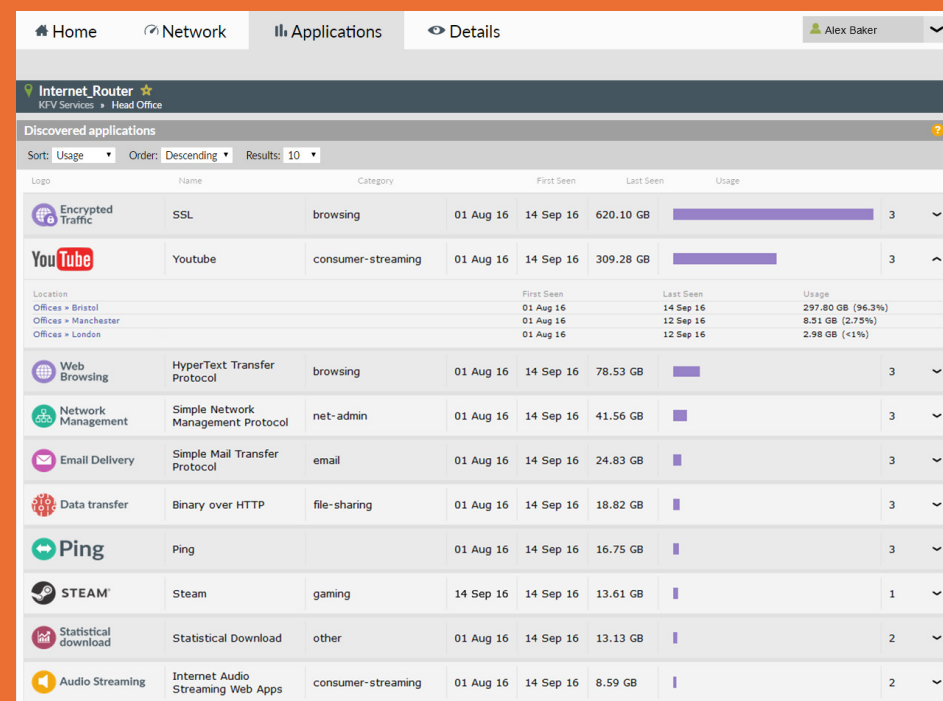 Home Network Applications Details Alex Baker
Internet_Router
KFV Services » Head Office
Discovered applications ?
Sort: Usage Order: Descending Results: 10
Logo Name Category First Seen Last Seen Usage
Encrypted Traffic SSL browsing 01 Aug 16 14 Sep 16 620.10 GB 3
YouTube Youtube consumer-streaming 01 Aug 16 14 Sep 16 309.28 GB 3
Location First Seen Last Seen Usage
Offices » Bristol 01 Aug 16 14 Sep 16 297.80 GB (96.3%)
Offices » Manchester 01 Aug 16 12 Sep 16 8.51 GB (2.75%)
Offices » London 01 Aug 16 12 Sep 16 2.98 GB (<1%)
Web Browsing HyperText Transfer Protocol browsing 01 Aug 16 14 Sep 16 78.53 GB 3
Network Management Simple Network Management Protocol net-admin 01 Aug 16 14 Sep 16 41.56 GB 3
Email Delivery Simple Mail Transfer Protocol email 01 Aug 16 14 Sep 16 24.83 GB 3
Data transfer Binary over HTTP file-sharing 01 Aug 16 14 Sep 16 18.82 GB 3
Ping Ping 01 Aug 16 14 Sep 16 16.75 GB 3
STEAM Steam gaming 14 Sep 16 14 Sep 16 13.61 GB 1
Statistical download Statistical Download other 01 Aug 16 14 Sep 16 13.13 GB 2
Audio Streaming Internet Audio Streaming Web Apps consumer-streaming 01 Aug 16 14 Sep 16 8.59 GB 2